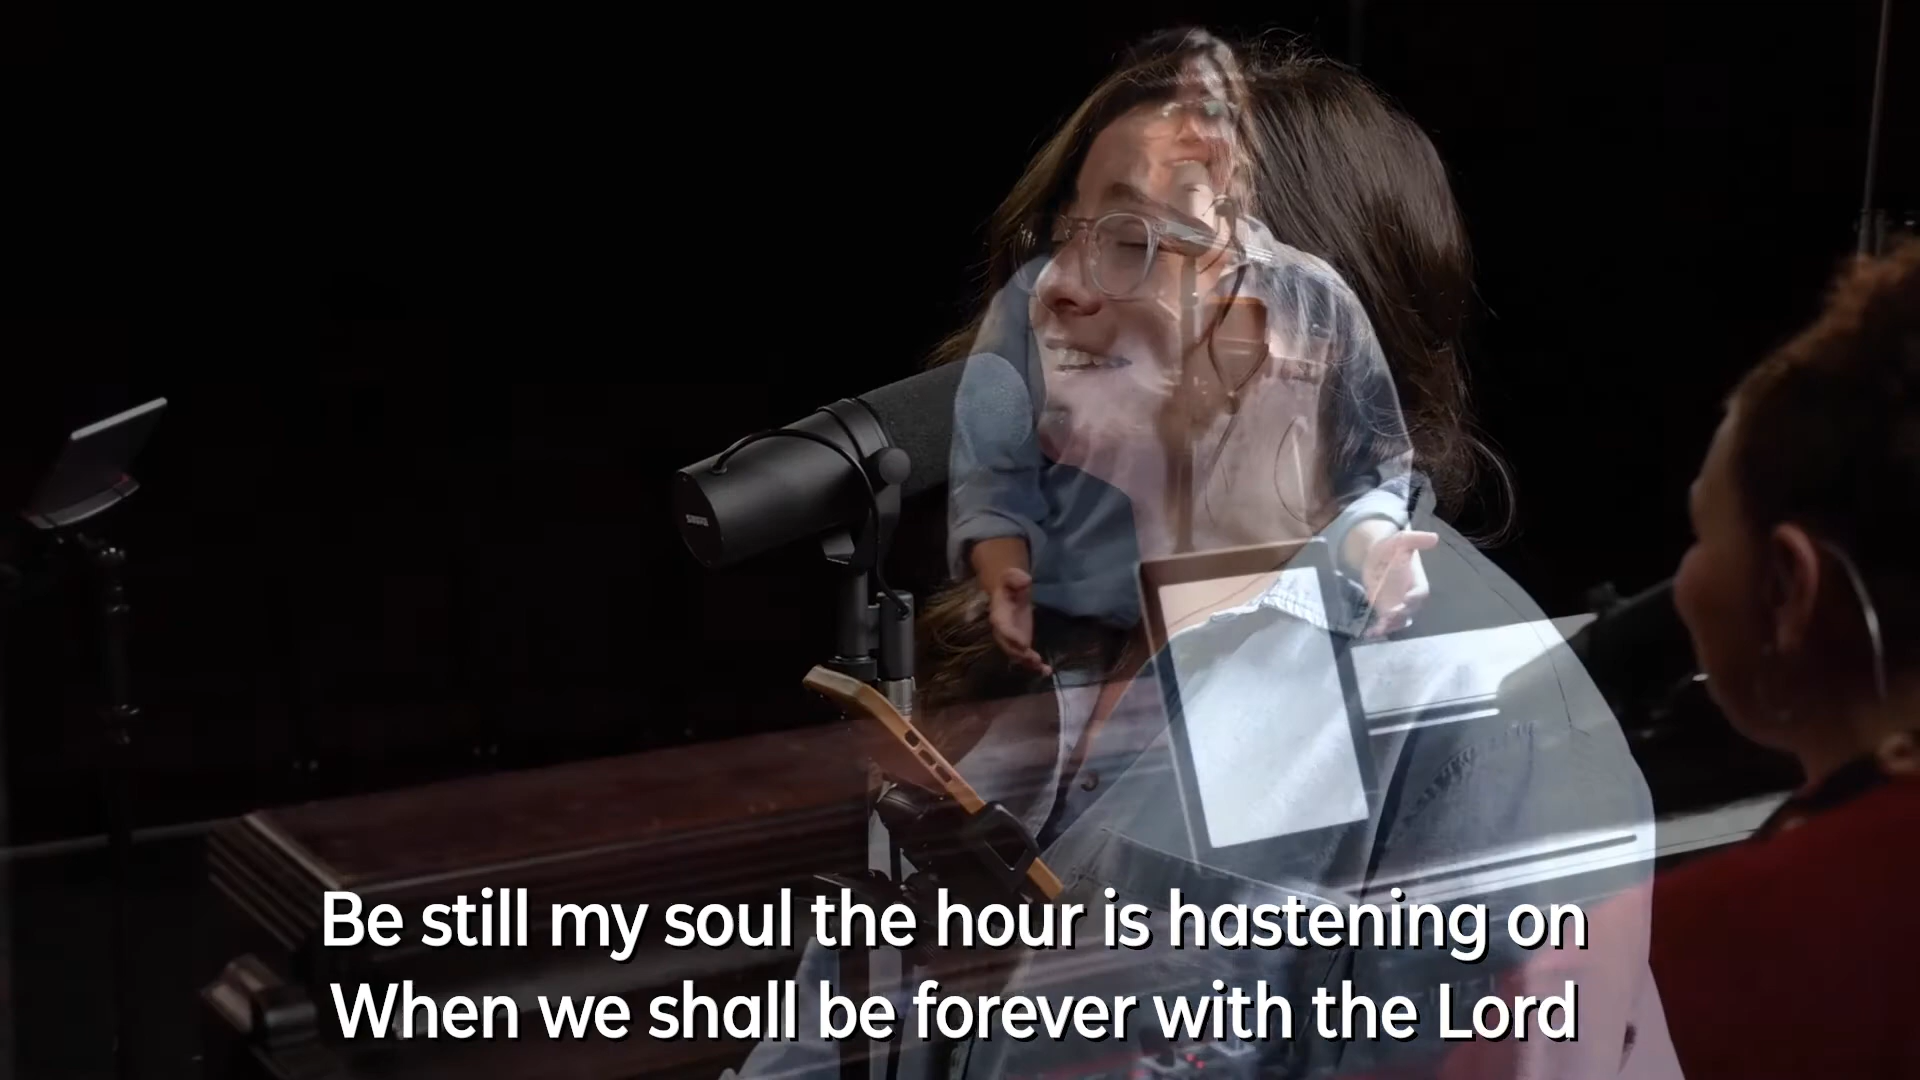 Be still my soul the hour is hastening on
When we shall be forever with the Lord